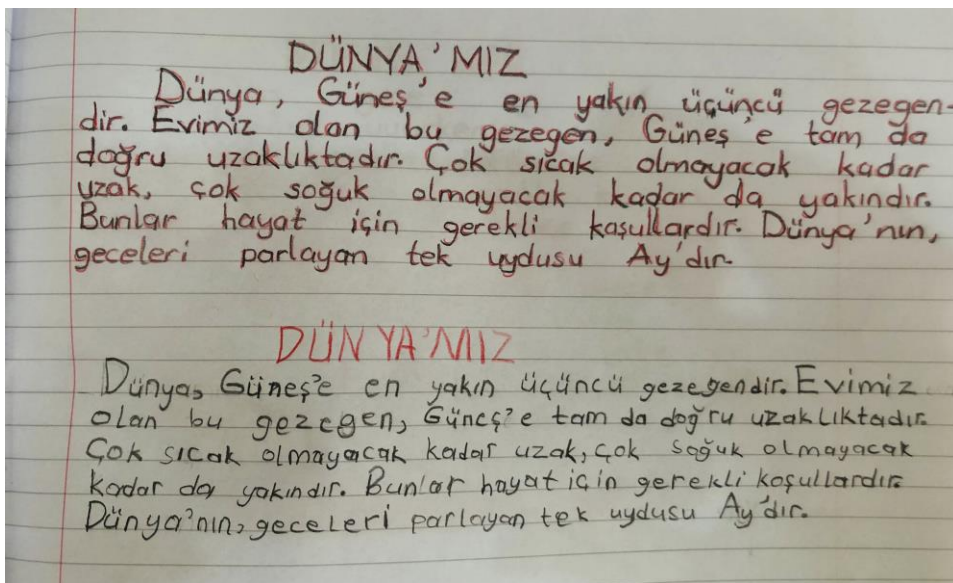 DÜNYA'MIZ
Dünya, Güneş'e en yakın üçüncü gezegen-
dir. Evimiz olan bu gezegen, Güneş'e tam da
doğru uzaklıktadır. Çok sıcak olmayacak kadar
uzak, çok soğuk olmayacak kadar da yakındır.
Bunlar hayat için gerekli koşullardır. Dünya'nın,
geceleri parlayan tek uydusu Ay'dır.
DÜNYA'MIZ
Dünya, Güneş'e en yakın üçüncü gezegendir. Evimiz
olan bu gezegen, Güneş'e tam da doğru uzaklıktadır.
Çok sıcak olmayacak kadar uzak, çok soğuk olmayacak
kadar da yakındır. Bunlar hayat için gerekli koşullardır.
Dünya'nın, geceleri parlayan tek uydusu Ay'dır.